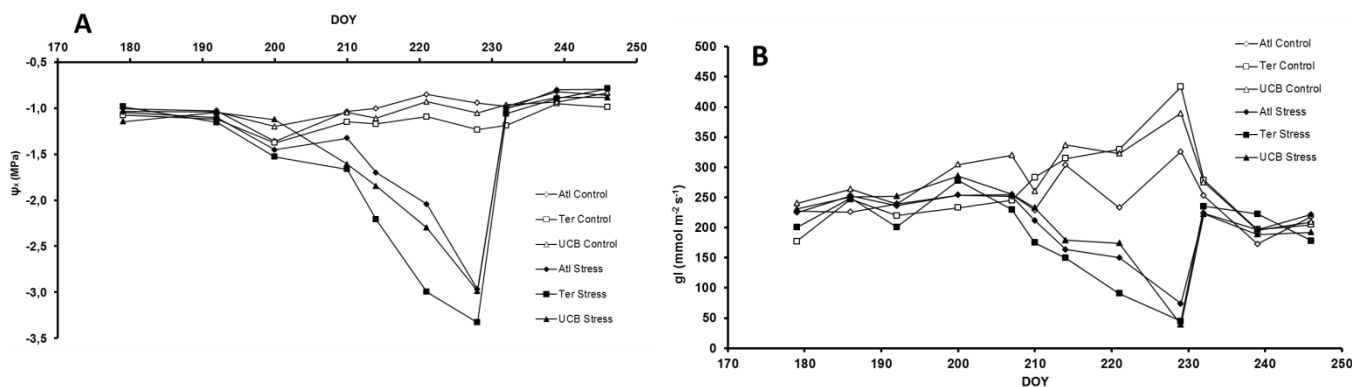 A
DOY
170 180 190 200 210 220 230 240 250
-0,5
-1,0
-1,5
-2,0
-2,5
-3,0
-3,5
Ψx (MPa)
Atl Control
Ter Control
UCB Control
Atl Stress
Ter Stress
UCB Stress
B
500
450
400
350
300
250
200
150
100
50
0
gl (mmol m-2 s-1)
170 180 190 200 210 220 230 240 250
DOY
Atl Control
Ter Control
UCB Control
Atl Stress
Ter Stress
UCB Stress